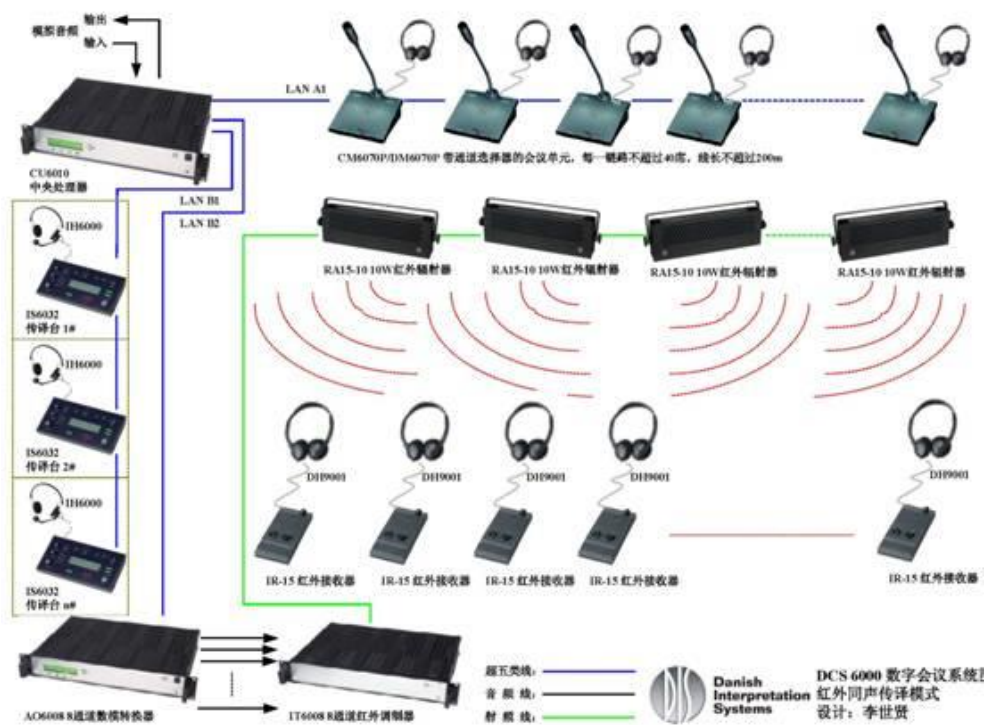 输出
模拟音频
输入
LAN A1
CM6070P/DM6070P 带通道选择器的会议单元，每一链路不超过40席，线长不超过200m
CU6010
中央处理器
LAN B1
LAN B2
IH6000
IS6032
传译台 1#
IH6000
IS6032
传译台 2#
IH6000
IS6032
传译台 n#
RA15-10 10W红外辐射器
RA15-10 10W红外辐射器
RA15-10 10W红外辐射器
RA15-10 10W红外辐射器
DH9001
DH9001
DH9001
DH9001
DH9001
IR-15 红外接收器
IR-15 红外接收器
IR-15 红外接收器
IR-15 红外接收器
IR-15 红外接收器
AO6008 8通道数模转换器
IT6008 8通道红外调制器
超五类线：
音 频 线：
射 频 线：
DIS
Danish
Interpretation
Systems
DCS 6000 数字会议系统图
红外同声传译模式
设计：李世贤